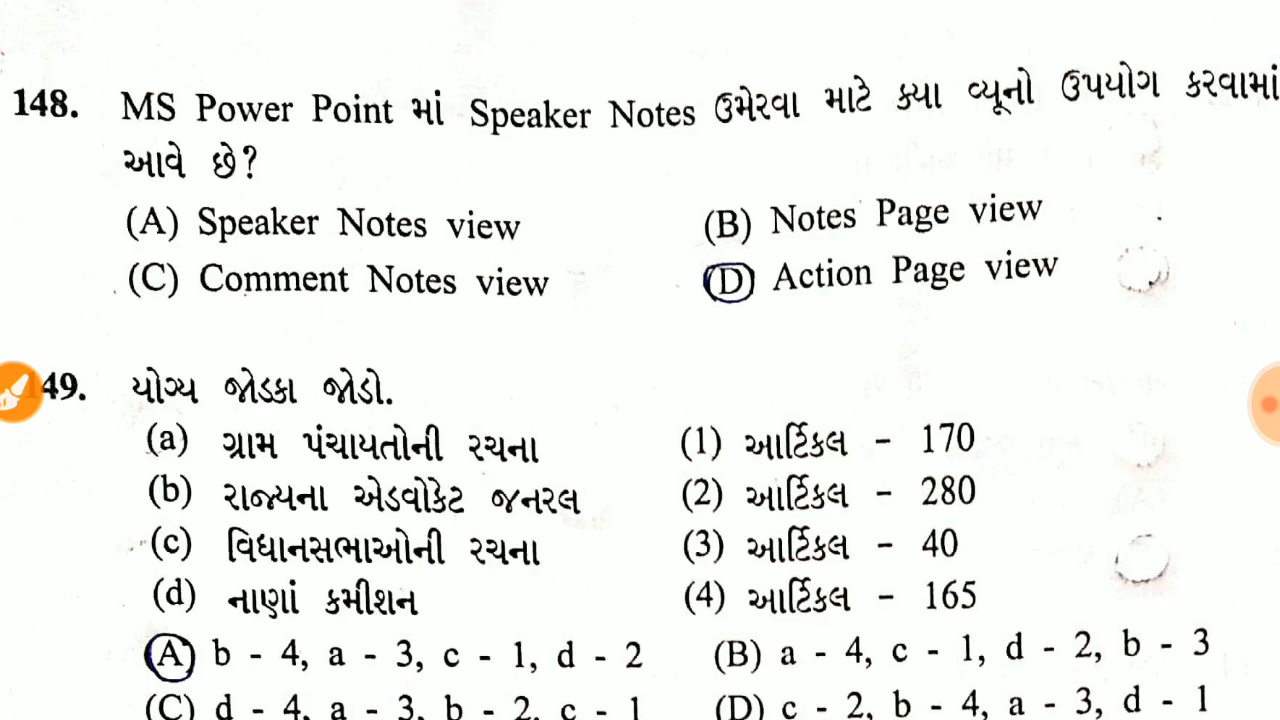 148. MS Power Point માં Speaker Notes ઉમેરવા માટે ક્યા વ્યૂનો ઉપયોગ કરવામાં
આવે છે?
(A) Speaker Notes view (B) Notes Page view
(C) Comment Notes view (D) Action Page view
149. યોગ્ય જોડકા જોડો.
(a) ગ્રામ પંચાયતોની રચના (1) આર્ટિકલ - 170
(b) રાજ્યના એડવોકેટ જનરલ (2) આર્ટિકલ - 280
(c) વિધાનસભાઓની રચના (3) આર્ટિકલ - 40
(d) નાણાં કમીશન (4) આર્ટિકલ - 165
(A) b - 4, a - 3, c - 1, d - 2 (B) a - 4, c - 1, d - 2, b - 3
(C) d - 4, a - 3, b - 2, c - 1 (D) c - 2, b - 4, a - 3, d - 1